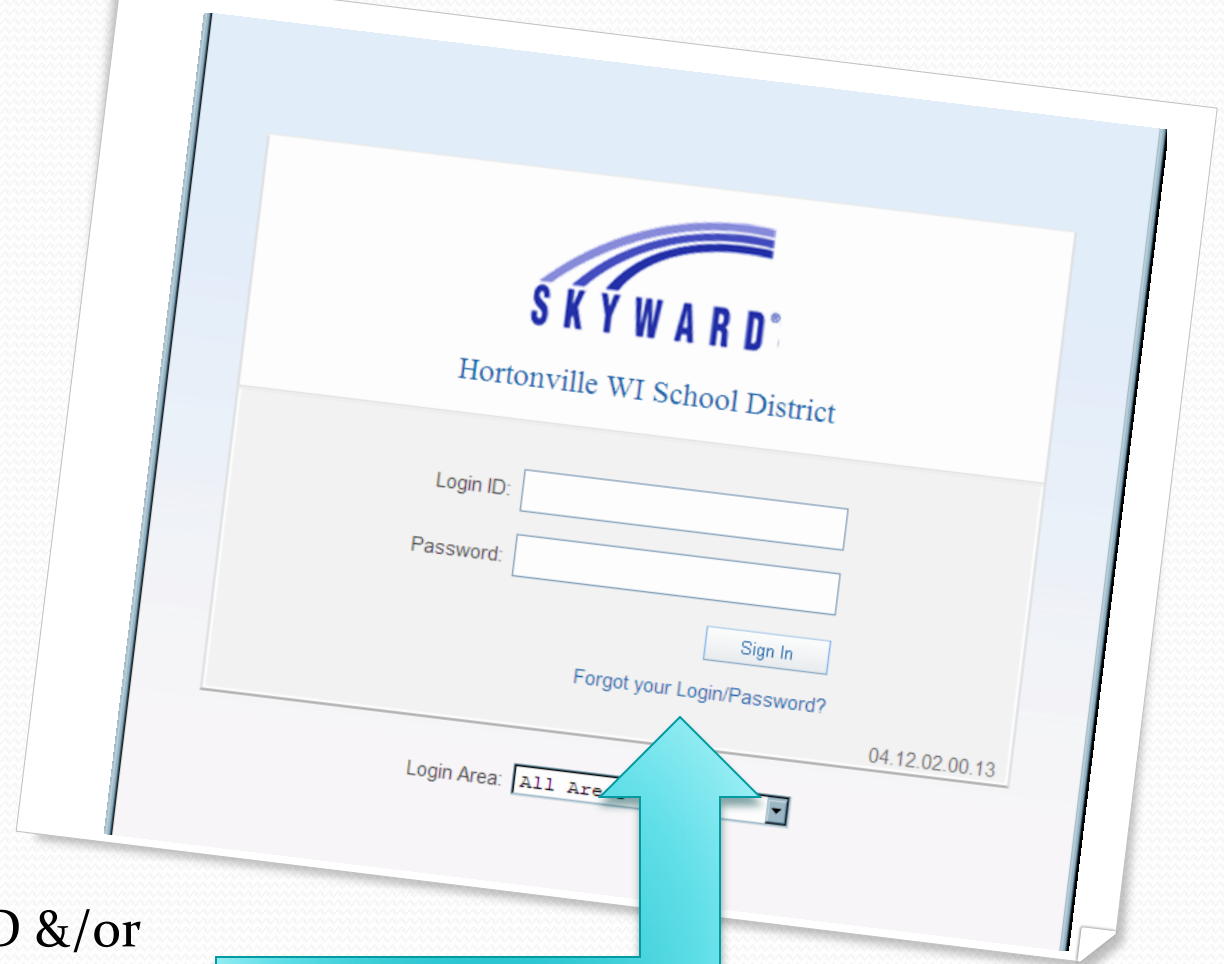 SKYWARD®
Hortonville WI School District
Login ID:
Password:
Sign In
Forgot your Login/Password?
04.12.02.00.13
Login Area: All
&/or